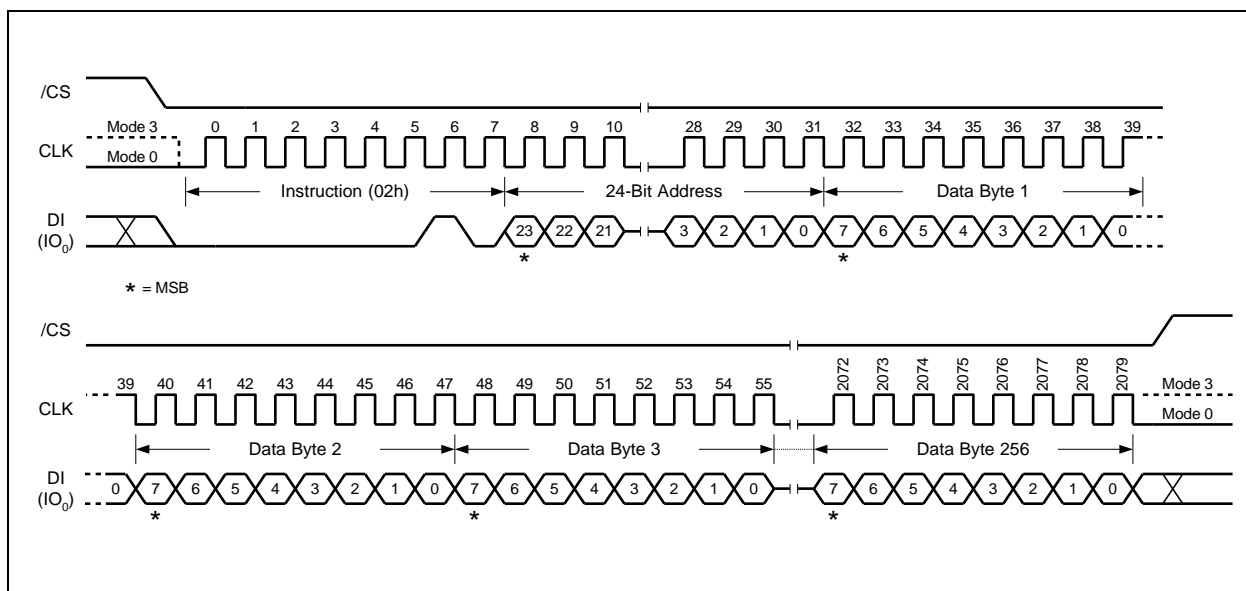 /CS
Mode 3 0 1 2 3 4 5 6 7 8 9 10 28 29 30 31 32 33 34 35 36 37 38 39
CLK
Mode 0
Instruction (02h) 24-Bit Address Data Byte 1
DI
(IO0)
23 22 21 3 2 1 0 7 6 5 4 3 2 1 0
* *
* = MSB
/CS
39 40 41 42 43 44 45 46 47 48 49 50 51 52 53 54 55 2072 2073 2074 2075 2076 2077 2078 2079 Mode 3
CLK
Mode 0
Data Byte 2 Data Byte 3 Data Byte 256
DI
(IO0)
0 7 6 5 4 3 2 1 0 7 6 5 4 3 2 1 0 7 6 5 4 3 2 1 0
* * *